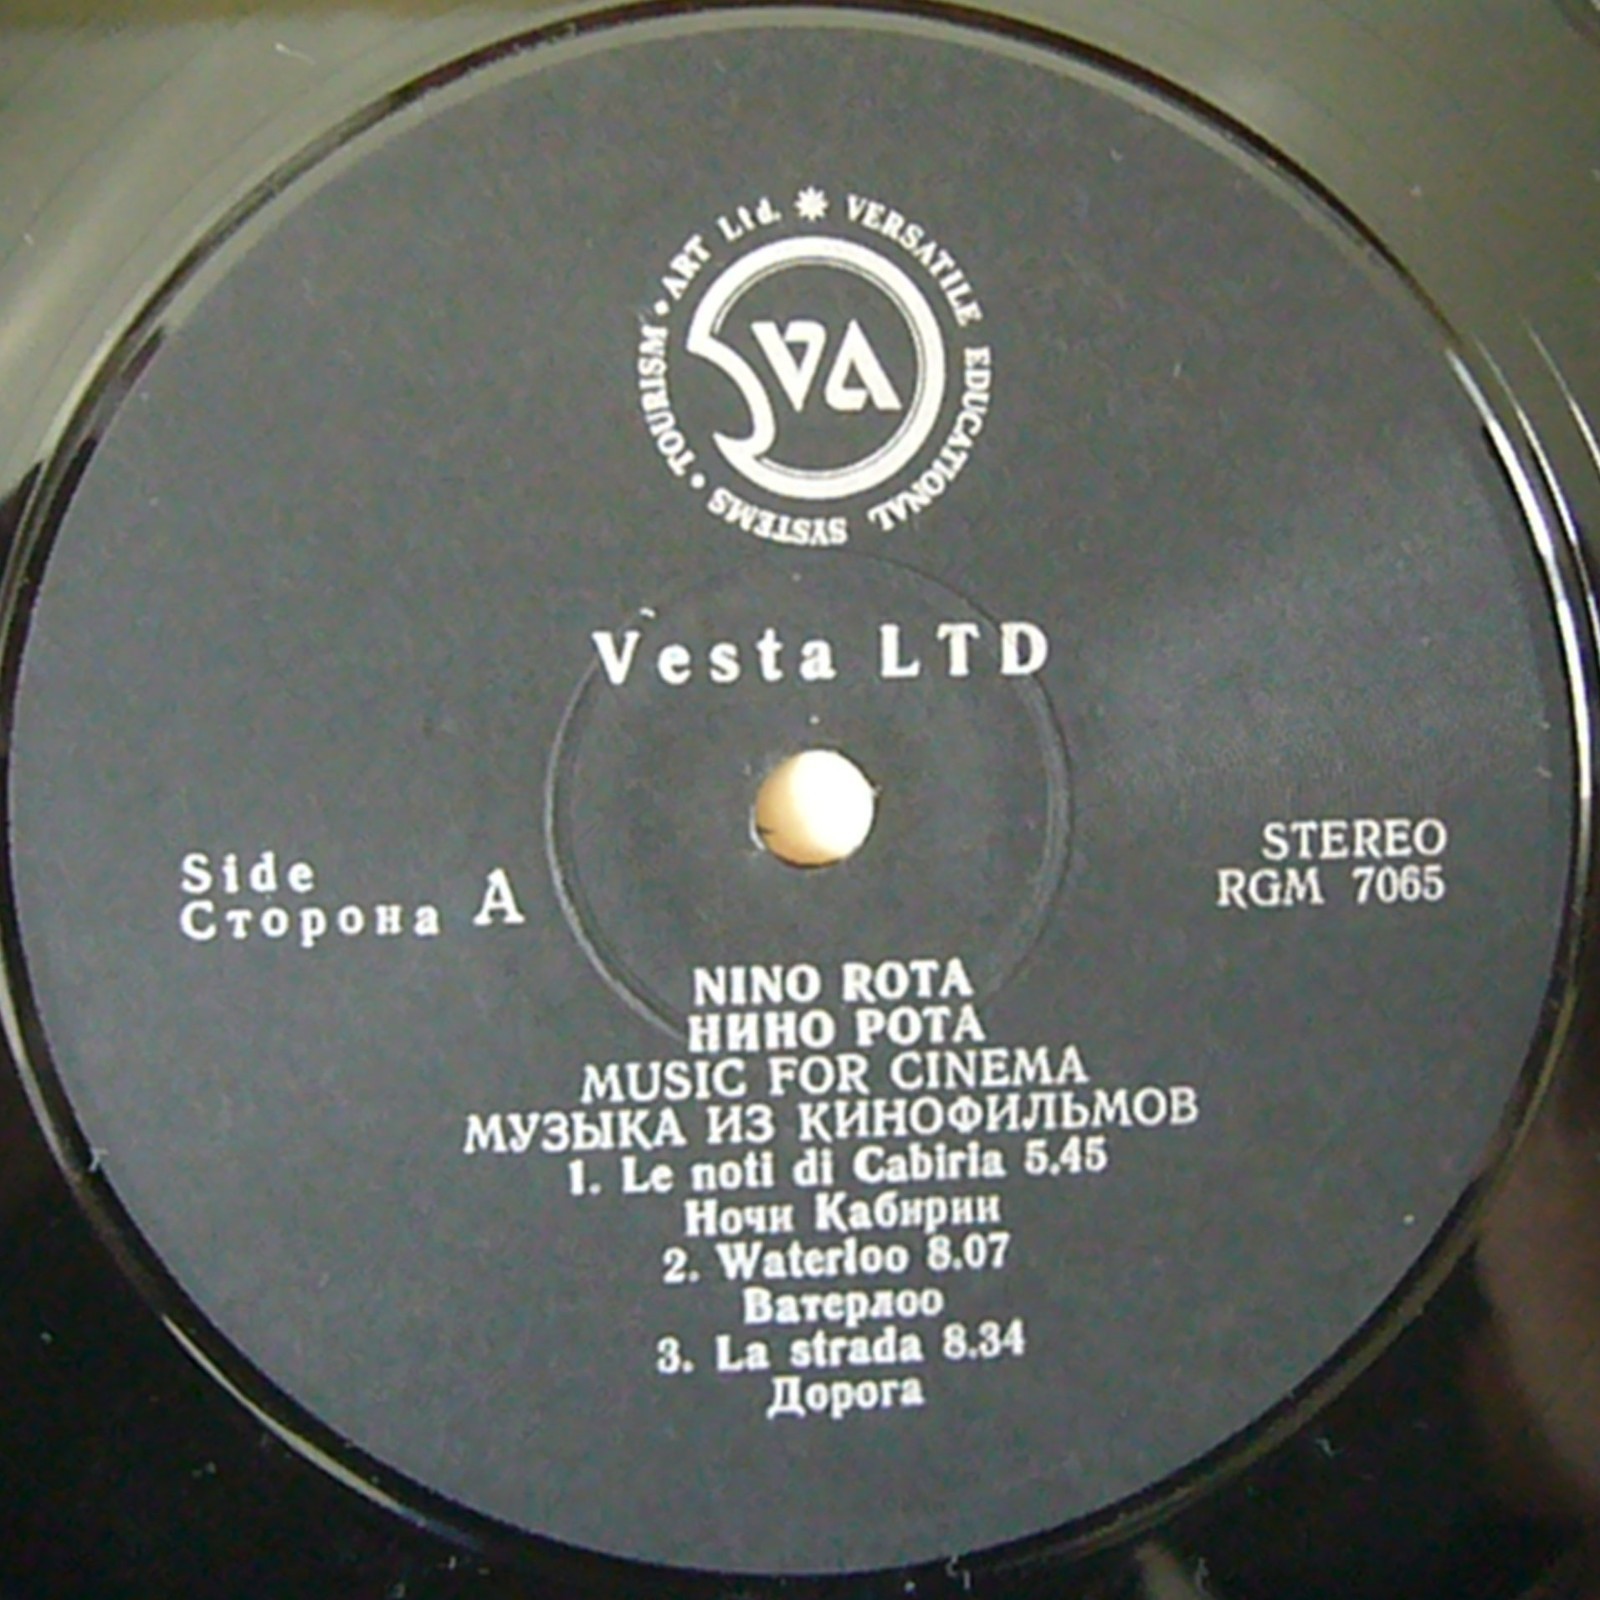 ART Ltd. * VERSATILE EDUCATIONAL SYSTEMS • TOURISM •
SVA
Vesta LTD
STEREO
RGM 7065
Side
Сторона A
NINO ROTA
НИНО РОТА
MUSIC FOR CINEMA
МУЗЫКА ИЗ КИНОФИЛЬМОВ
1. Le noti di Cabiria 5.45
Ночи Кабирии
2. Waterloo 8.07
Ватерлоо
3. La strada 8.34
Дорога